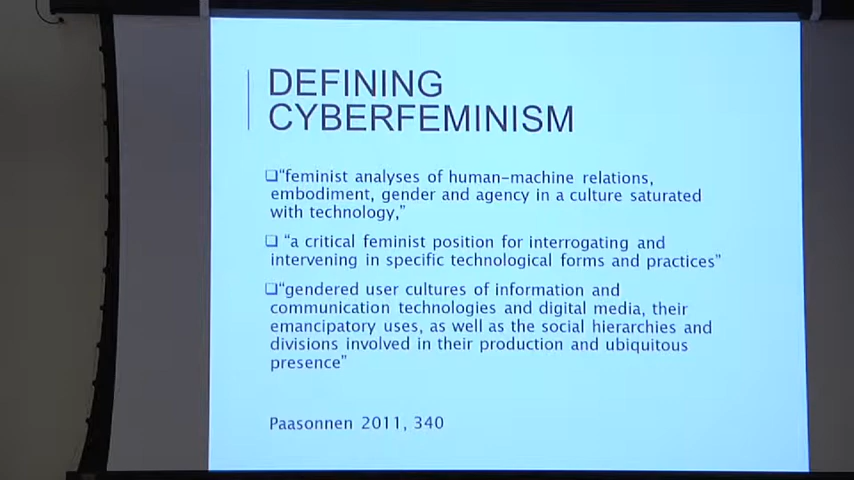 DEFINING
CYBERFEMINISM
❑"feminist analyses of human-machine relations,
embodiment, gender and agency in a culture saturated
with technology,"
❑ "a critical feminist position for interrogating and
intervening in specific technological forms and practices"
❑"gendered user cultures of information and
communication technologies and digital media, their
emancipatory uses, as well as the social hierarchies and
divisions involved in their production and ubiquitous
presence"
Paasonnen 2011, 340